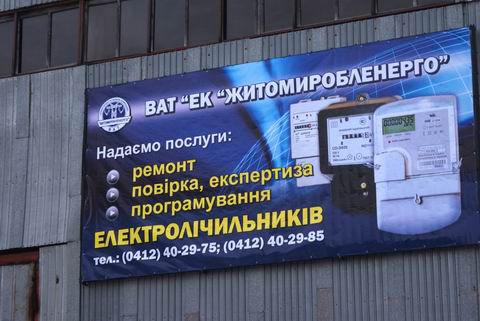 ВАТ "ЕК "ЖИТОМИРОБЛЕНЕРГО"
ЖИТОМИРОБЛЕНЕРГО
Надаємо послуги:
ремонт
повірка, експертиза
програмування
ЕЛЕКТРОЛІЧИЛЬНИКІВ
тел.: (0412) 40-29-75; (0412) 40-29-85